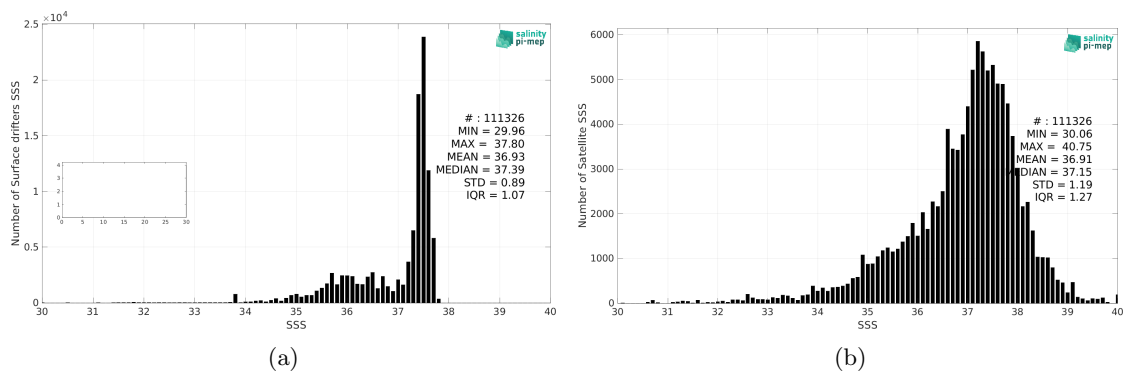 ×10⁴
2.5
2
1.5
1
0.5
0
Number of Surface drifters SSS
salinity
pi-mep
# : 111326
MIN = 29.96
MAX = 37.80
MEAN = 36.93
MEDIAN = 37.39
STD = 0.89
IQR = 1.07
4
3
2
1
0
0 5 10 15 20 25 30
30 31 32 33 34 35 36 37 38 39 40
SSS
(a)
6000
5000
4000
3000
2000
1000
0
Number of Satellite SSS
salinity
pi-mep
# : 111326
MIN = 30.06
MAX = 40.75
MEAN = 36.91
MEDIAN = 37.15
STD = 1.19
IQR = 1.27
30 31 32 33 34 35 36 37 38 39 40
SSS
(b)